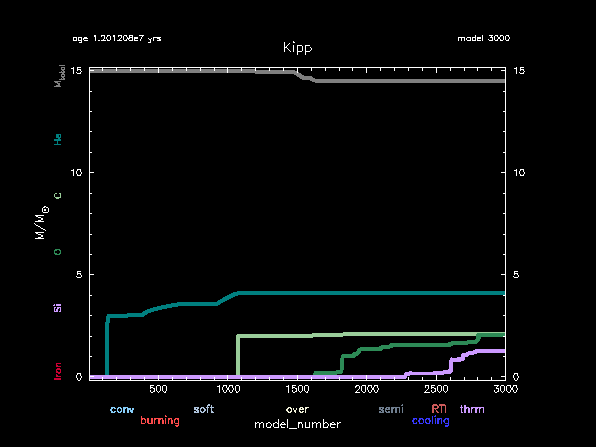 age 1.201208e7 yrs
model 3000
Kipp
M_total
He
C
O
Si
Iron
M/M☉
15
10
5
0
15
10
5
0
500 1000 1500 2000 2500 3000
conv soft over semi RTI thrm
burning cooling
model_number